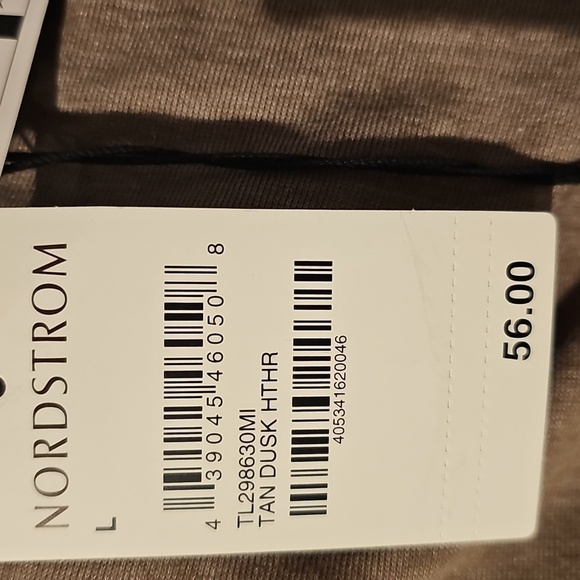 NORDSTROM
L
4 39045 46050 8
TL298630MI
TAN DUSK HTHR
405341620046
56.00